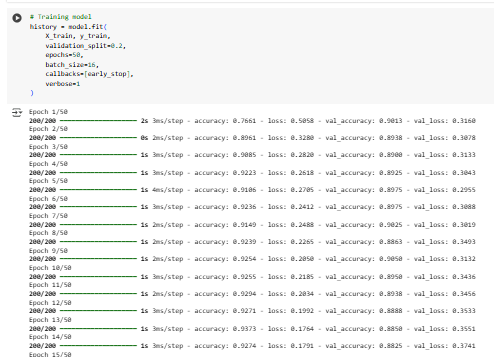 # Training model
history = model.fit(
X_train, y_train,
validation_split=0.2,
epochs=50,
batch_size=16,
callbacks=[early_stop],
verbose=1
)
Epoch 1/50
200/200 2s 3ms/step - accuracy: 0.7661 - loss: 0.5058 - val_accuracy: 0.9013 - val_loss: 0.3160
Epoch 2/50
200/200 0s 2ms/step - accuracy: 0.8961 - loss: 0.3280 - val_accuracy: 0.8938 - val_loss: 0.3078
Epoch 3/50
200/200 1s 3ms/step - accuracy: 0.9085 - loss: 0.2820 - val_accuracy: 0.8900 - val_loss: 0.3133
Epoch 4/50
200/200 1s 3ms/step - accuracy: 0.9223 - loss: 0.2618 - val_accuracy: 0.8925 - val_loss: 0.3043
Epoch 5/50
200/200 1s 4ms/step - accuracy: 0.9106 - loss: 0.2705 - val_accuracy: 0.8975 - val_loss: 0.2955
Epoch 6/50
200/200 1s 3ms/step - accuracy: 0.9236 - loss: 0.2412 - val_accuracy: 0.8975 - val_loss: 0.3088
Epoch 7/50
200/200 1s 3ms/step - accuracy: 0.9149 - loss: 0.2488 - val_accuracy: 0.9025 - val_loss: 0.3019
Epoch 8/50
200/200 1s 2ms/step - accuracy: 0.9239 - loss: 0.2265 - val_accuracy: 0.8863 - val_loss: 0.3493
Epoch 9/50
200/200 1s 2ms/step - accuracy: 0.9254 - loss: 0.2050 - val_accuracy: 0.9050 - val_loss: 0.3132
Epoch 10/50
200/200 1s 3ms/step - accuracy: 0.9255 - loss: 0.2185 - val_accuracy: 0.8950 - val_loss: 0.3436
Epoch 11/50
200/200 1s 2ms/step - accuracy: 0.9294 - loss: 0.2034 - val_accuracy: 0.8938 - val_loss: 0.3456
Epoch 12/50
200/200 1s 3ms/step - accuracy: 0.9271 - loss: 0.1992 - val_accuracy: 0.8888 - val_loss: 0.3533
Epoch 13/50
200/200 1s 3ms/step - accuracy: 0.9373 - loss: 0.1764 - val_accuracy: 0.8850 - val_loss: 0.3551
Epoch 14/50
200/200 1s 3ms/step - accuracy: 0.9274 - loss: 0.1791 - val_accuracy: 0.8825 - val_loss: 0.3741
Epoch 15/50